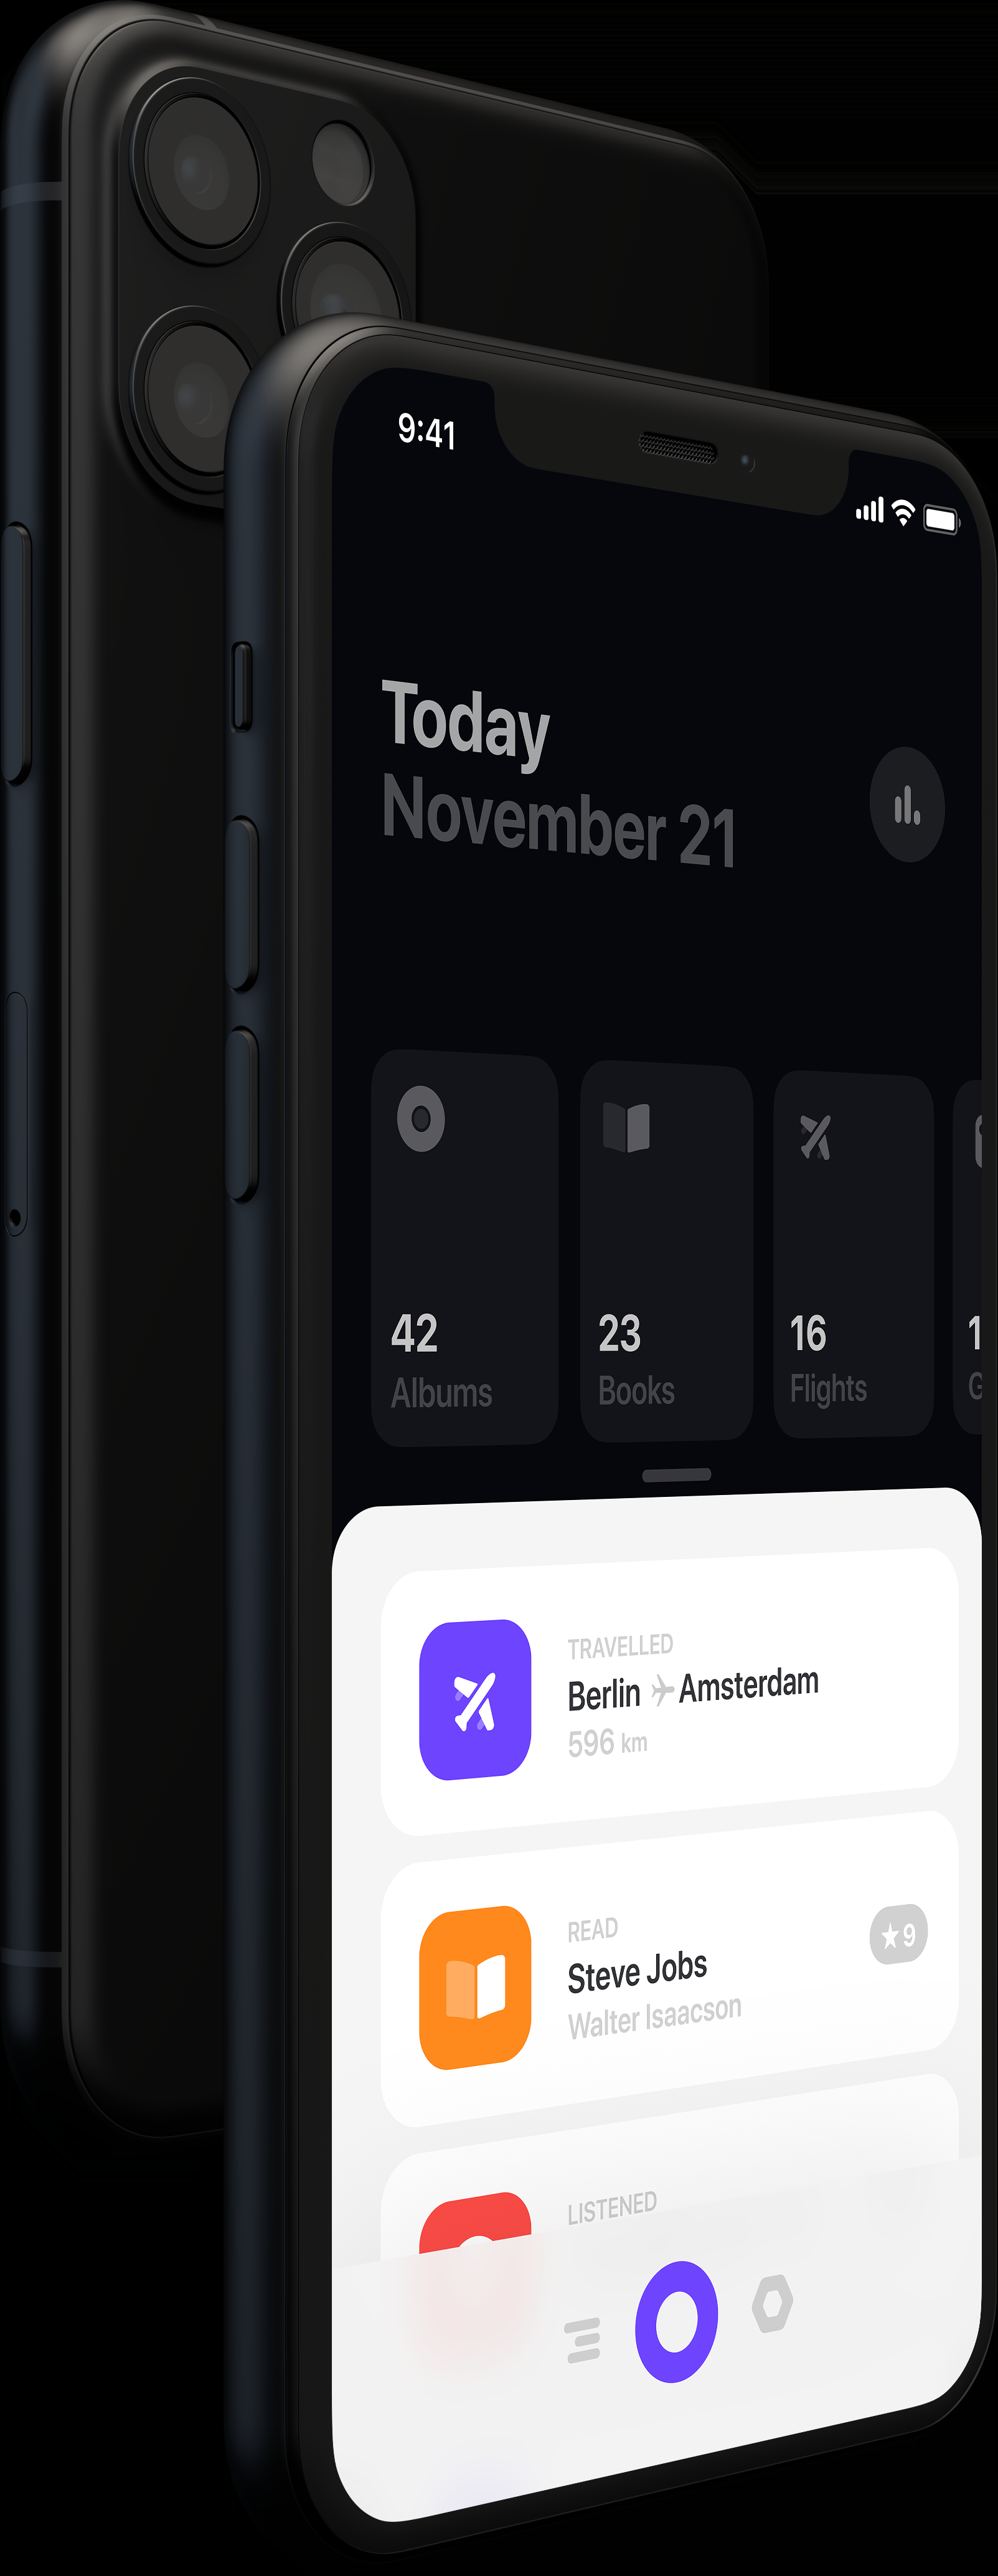 9:41
Today
November 21
42
Albums
23
Books
16
Flights
TRAVELLED
Berlin Amsterdam
596 km
READ
Steve Jobs
Walter Isaacson
9
LISTENED